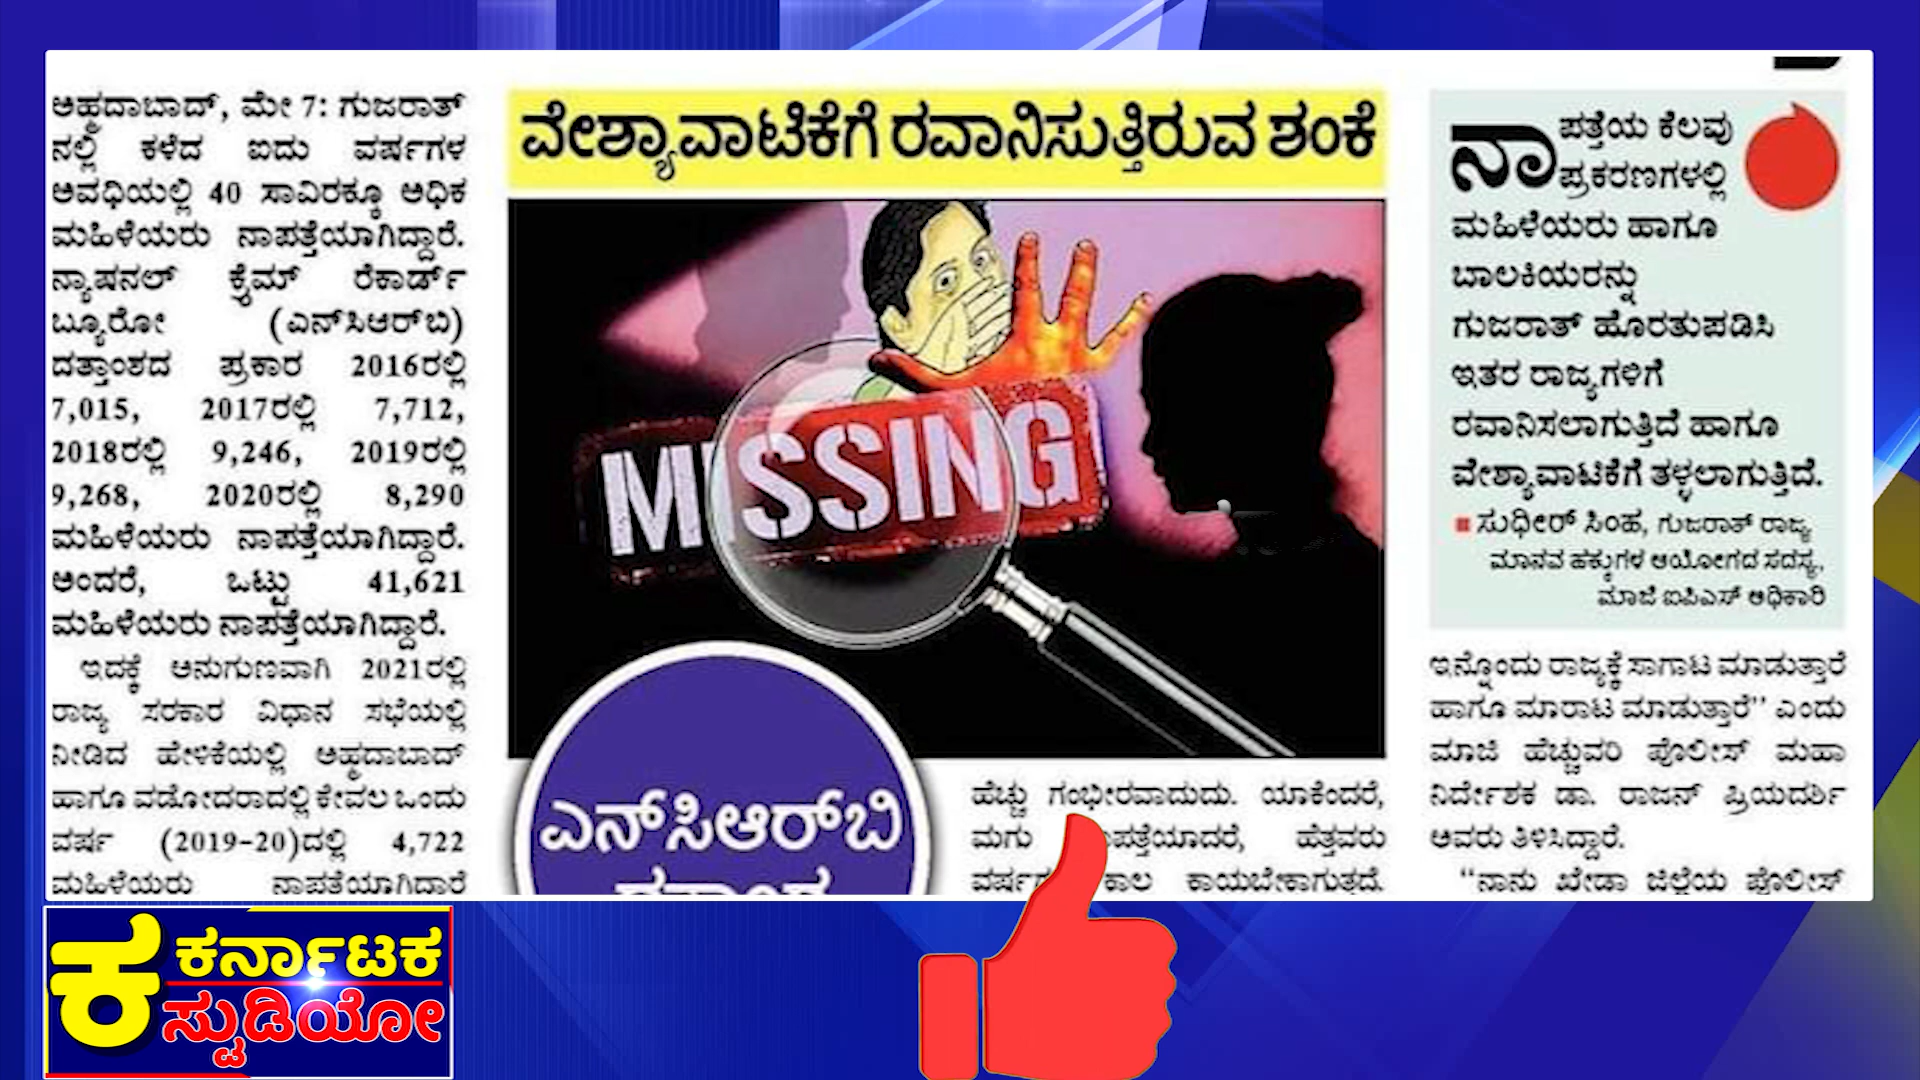 ಅಹ್ಮದಾಬಾದ್, ಮೇ 7: ಗುಜರಾತ್
ನಲ್ಲಿ ಕಳೆದ ಐದು ವರ್ಷಗಳ
ಅವಧಿಯಲ್ಲಿ 40 ಸಾವಿರಕ್ಕೂ ಅಧಿಕ
ಮಹಿಳೆಯರು ನಾಪತ್ತೆಯಾಗಿದ್ದಾರೆ.
ನ್ಯಾಷನಲ್ ಕ್ರೈಮ್ ರೆಕಾರ್ಡ್
ಬ್ಯೂರೋ (ಎನ್‌ಸಿಆರ್‌ಬಿ)
ದತ್ತಾಂಶದ ಪ್ರಕಾರ 2016ರಲ್ಲಿ
7,015, 2017ರಲ್ಲಿ 7,712,
2018ರಲ್ಲಿ 9,246, 2019ರಲ್ಲಿ
9,268, 2020ರಲ್ಲಿ 8,290
ಮಹಿಳೆಯರು ನಾಪತ್ತೆಯಾಗಿದ್ದಾರೆ.
ಅಂದರೆ, ಒಟ್ಟು 41,621
ಮಹಿಳೆಯರು ನಾಪತ್ತೆಯಾಗಿದ್ದಾರೆ.
ಇದಕ್ಕೆ ಅನುಗುಣವಾಗಿ 2021ರಲ್ಲಿ
ರಾಜ್ಯ ಸರಕಾರ ವಿಧಾನ ಸಭೆಯಲ್ಲಿ
ನೀಡಿದ ಹೇಳಿಕೆಯಲ್ಲಿ ಅಹ್ಮದಾಬಾದ್
ಹಾಗೂ ವಡೋದರಾದಲ್ಲಿ ಕೇವಲ ಒಂದು
ವರ್ಷ (2019-20)ದಲ್ಲಿ 4,722
ಮಹಿಳೆಯರು ನಾಪತ್ತೆಯಾಗಿದ್ದಾರೆ
ವೇಶ್ಯಾವಾಟಿಕೆಗೆ ರವಾನಿಸುತ್ತಿರುವ ಶಂಕೆ
MISSING
ಎನ್‌ಸಿಆರ್‌ಬಿ
ಹೆಚ್ಚು ಗಂಭೀರವಾದುದು. ಯಾಕೆಂದರೆ,
ಮಗು ಹೆತ್ತವರು
ಕಾಲ ಕಾಯಬೇಕಾಗುತ್ತದೆ.
ನಾಪತ್ತೆಯ ಕೆಲವು
ಪ್ರಕರಣಗಳಲ್ಲಿ
ಮಹಿಳೆಯರು ಹಾಗೂ
ಬಾಲಕಿಯರನ್ನು
ಗುಜರಾತ್ ಹೊರತುಪಡಿಸಿ
ಇತರ ರಾಜ್ಯಗಳಿಗೆ
ರವಾನಿಸಲಾಗುತ್ತಿದೆ ಹಾಗೂ
ವೇಶ್ಯಾವಾಟಿಕೆಗೆ ತಳ್ಳಲಾಗುತ್ತಿದೆ.
ಸುಧೀರ್ ಸಿಂಹ, ಗುಜರಾತ್ ರಾಜ್ಯ
ಮಾನವ ಹಕ್ಕುಗಳ ಆಯೋಗದ ಸದಸ್ಯ,
ಮಾಜಿ ಐಪಿಎಸ್ ಅಧಿಕಾರಿ
ಇನ್ನೊಂದು ರಾಜ್ಯಕ್ಕೆ ಸಾಗಾಟ ಮಾಡುತ್ತಾರೆ
ಹಾಗೂ ಮಾರಾಟ ಮಾಡುತ್ತಾರೆ'' ಎಂದು
ಮಾಜಿ ಹೆಚ್ಚುವರಿ ಪೊಲೀಸ್ ಮಹಾ
ನಿರ್ದೇಶಕ ಡಾ. ರಾಜನ್ ಪ್ರಿಯದರ್ಶಿ
ಅವರು ತಿಳಿಸಿದ್ದಾರೆ.
“ನಾನು ಖೇಡಾ ಜಿಲ್ಲೆಯ ಪೊಲೀಸ್
ಕ ಕರ್ನಾಟಕ
ಸ್ಟುಡಿಯೋ